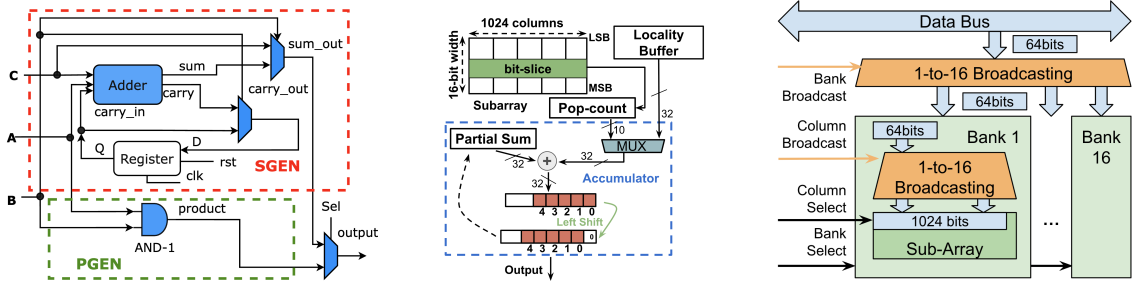 C
A
B
Adder
sum
carry
carry_in
sum_out
carry_out
Q
D
Register
rst
clk
SGEN
PGEN
product
AND-1
Sel
output
1024 columns
16-bit width
LSB
bit-slice
MSB
Subarray
Locality
Buffer
Pop-count
32
10
MUX
Partial Sum
32
+
32
32
Accumulator
4 3 2 1 0
Left Shift
0
4 3 2 1 0
Output
Data Bus
64bits
1-to-16 Broadcasting
Bank
Broadcast
64bits
Column
Broadcast
64bits
Bank 1
Bank
16
1-to-16
Broadcasting
Column
Select
1024 bits
Bank
Select
Sub-Array
...